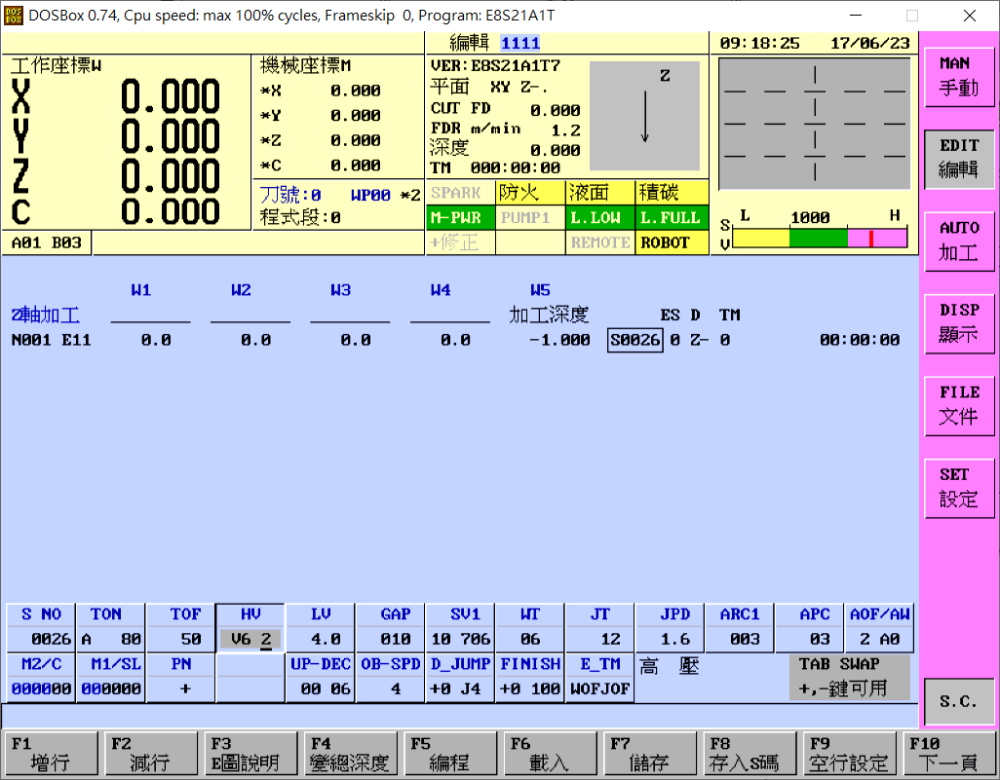 DOSBox 0.74, Cpu speed: max 100% cycles, Frameskip 0, Program: E8S21A1T
編輯 1111
09:18:25 17/06/23
工作座標W
X 0.000
Y 0.000
Z 0.000
C 0.000
機械座標M
*X 0.000
*Y 0.000
*Z 0.000
*C 0.000
刀號:0 WP00 *2
程式段:0
VER:E8S21A1T7
平面 XY Z-.
CUT FD 0.000
FDR m/min 1.2
深度 0.000
TM 000:00:00
Z
SPARK 防火 液面 積碳
M-PWR PUMP1 L.LOW L.FULL
+修正 REMOTE ROBOT
L 1000 H
S
V
A01 B03
W1 W2 W3 W4 W5
Z軸加工 加工深度 ES D TM
N001 E11 0.0 0.0 0.0 0.0 -1.000 S0026 0 Z- 0 00:00:00
S NO TON TOF HV LV GAP SV1 WT JT JPD ARC1 APC AOF/AW
0026 A 80 50 V6 2 4.0 010 10 706 06 12 1.6 003 03 2 A0
M2/C M1/SL PN UP-DEC OB-SPD D_JUMP FINISH E_TM 高 壓 TAB SWAP
000000 000000 + 00 06 4 +0 J4 +0 100 WOFJOF +,-鍵可用
F1 增行
F2 減行
F3 E圖說明
F4 變總深度
F5 編程
F6 載入
F7 儲存
F8 存入S碼
F9 空行設定
F10 下一頁
MAN
手動
EDIT
編輯
AUTO
加工
DISP
顯示
FILE
文件
SET
設定
S.C.